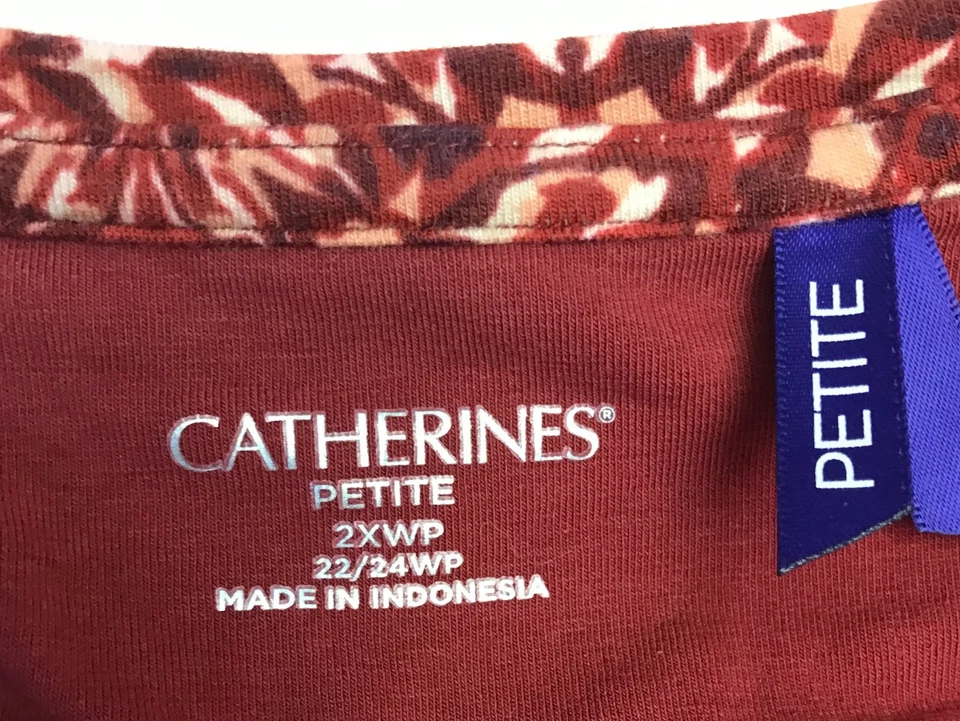 CATHERINES®
PETITE
2XWP
22/24WP
MADE IN INDONESIA
PETITE